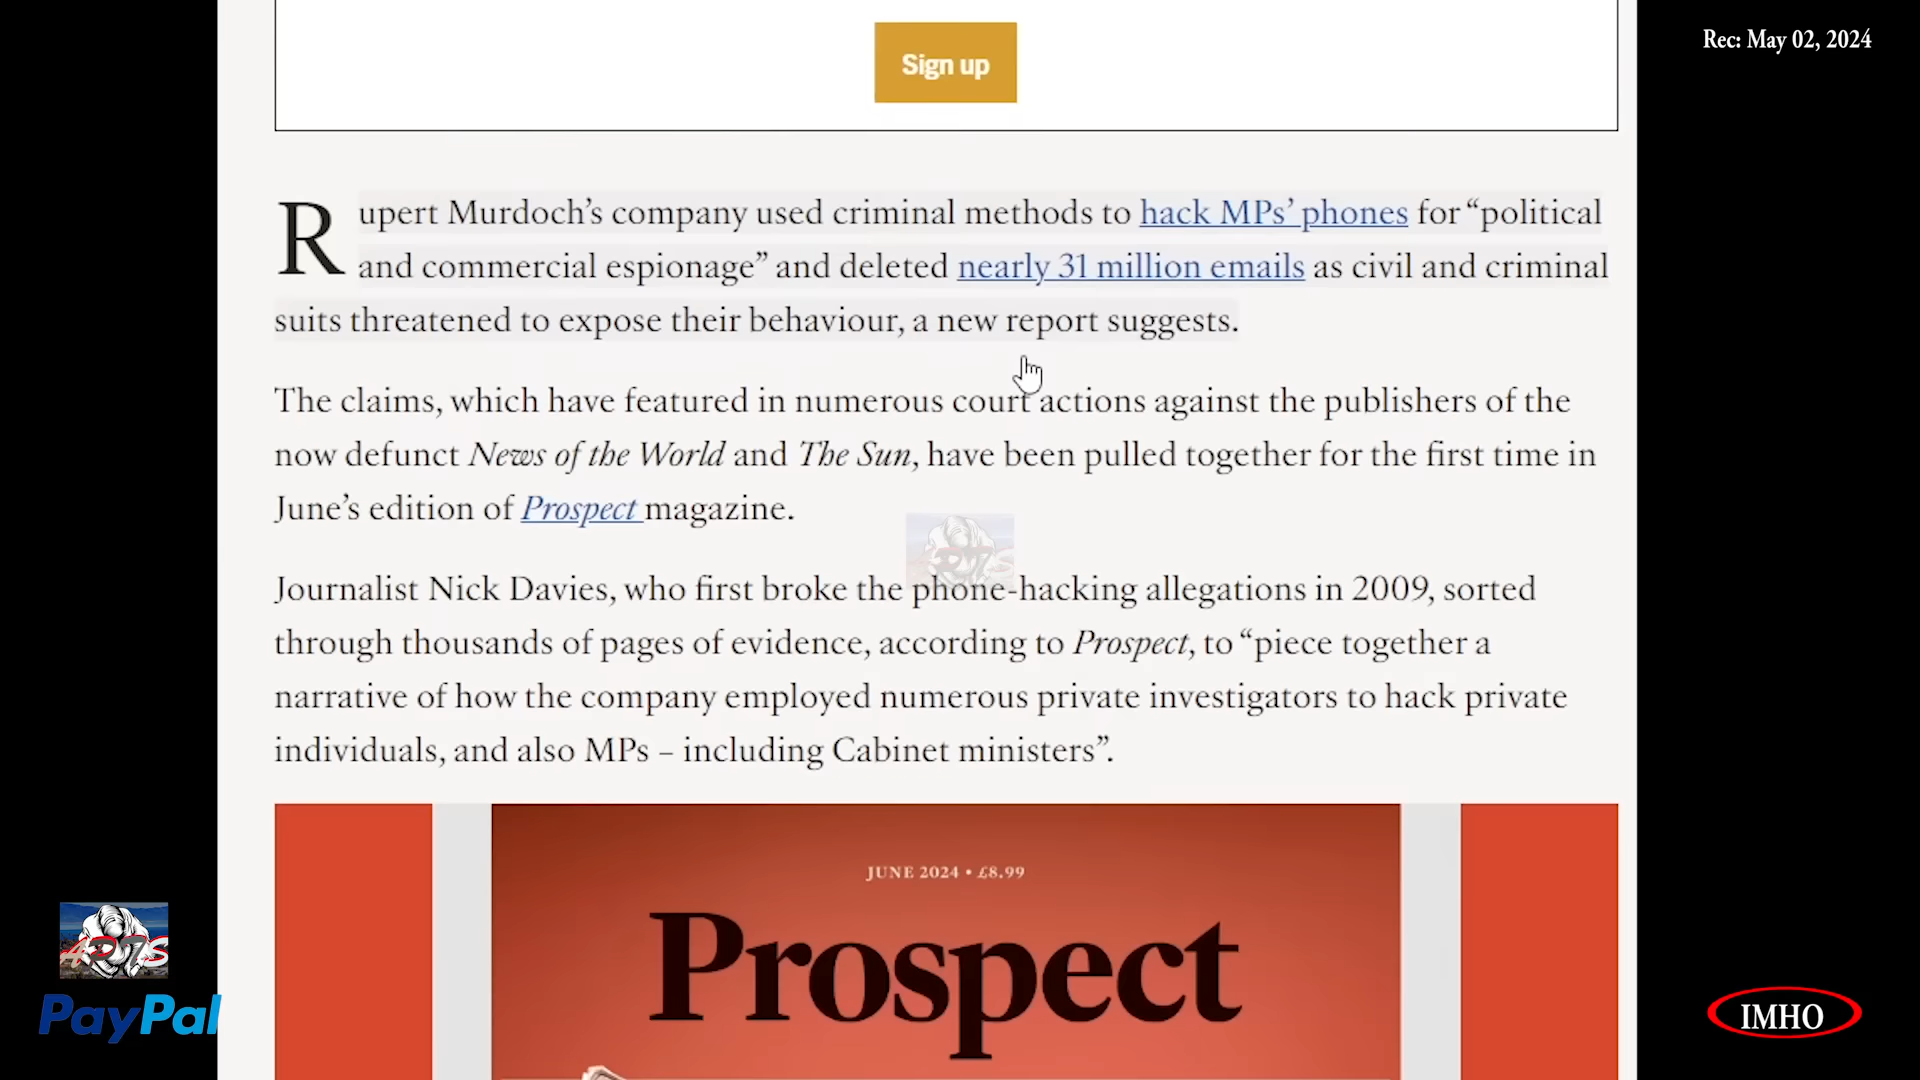 Sign up
Rec: May 02, 2024
Rupert Murdoch’s company used criminal methods to hack MPs’ phones for “political
and commercial espionage” and deleted nearly 31 million emails as civil and criminal
suits threatened to expose their behaviour, a new report suggests.
The claims, which have featured in numerous court actions against the publishers of the
now defunct News of the World and The Sun, have been pulled together for the first time in
June’s edition of Prospect magazine.
Journalist Nick Davies, who first broke the phone-hacking allegations in 2009, sorted
through thousands of pages of evidence, according to Prospect, to “piece together a
narrative of how the company employed numerous private investigators to hack private
individuals, and also MPs – including Cabinet ministers”.
JUNE 2024 • £8.99
Prospect
PayPal
IMHO